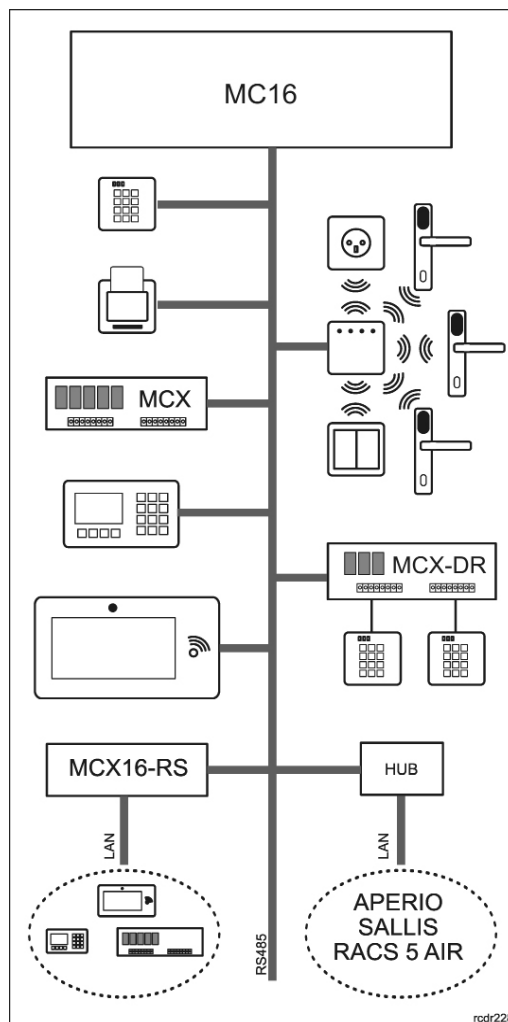 MC16
MCX
MCX-DR
MCX16-RS
HUB
LAN
LAN
APERIO
SALLIS
RACS 5 AIR
RS485